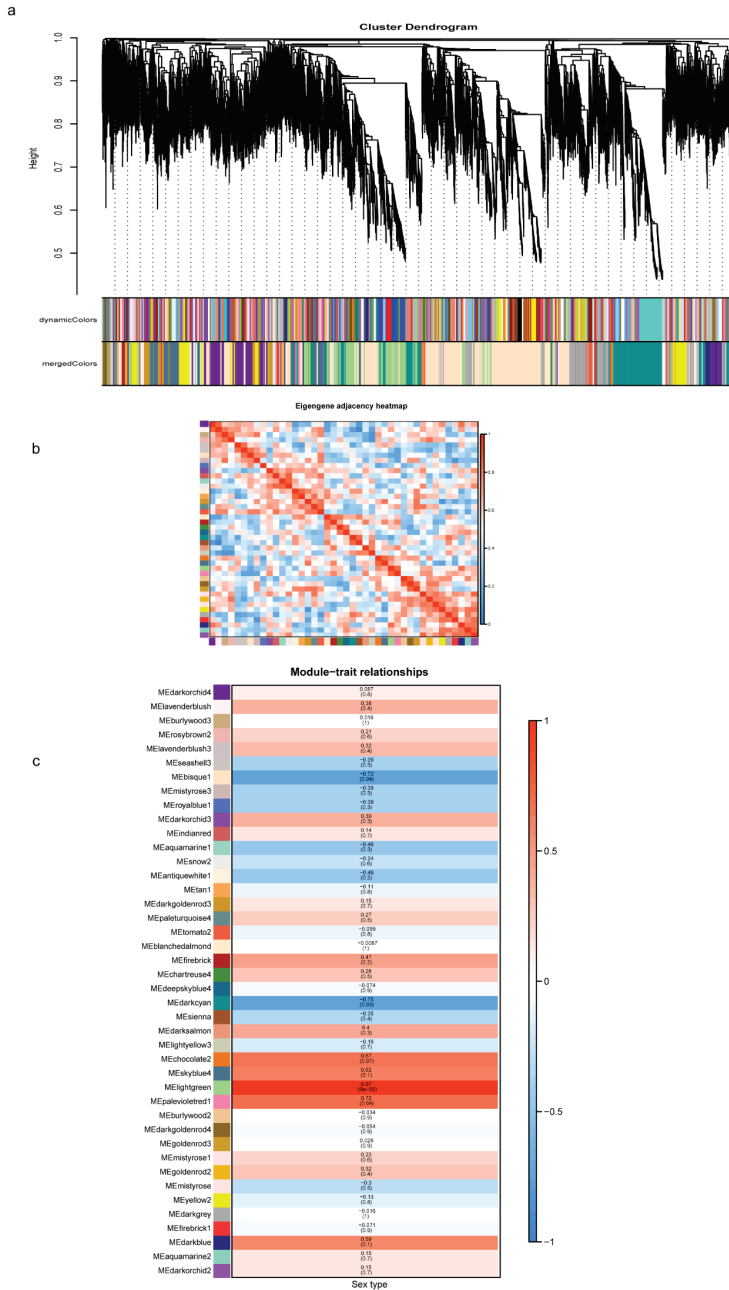 a
Cluster Dendrogram
Height
1.0
0.9
0.8
0.7
0.6
0.5
dynamicColors
mergedColors
b
Eigengene adjacency heatmap
1
0.8
0.6
0.4
0.2
0
c
Module−trait relationships
MEdarkorchid4
0.087
(0.8)
MElavenderblush
0.38
(0.4)
MEburlywood3
0.016
(1)
MErosybrown2
0.21
(0.6)
MElavenderblush3
0.32
(0.4)
MEseashell3
−0.39
(0.3)
MEbisque1
−0.72
(0.04)
MEmistyrose3
−0.39
(0.3)
MEroyalblue1
−0.39
(0.3)
MEdarkorchid3
0.39
(0.3)
MEindianred
0.14
(0.7)
MEaquamarine1
−0.46
(0.3)
MEsnow2
−0.24
(0.6)
MEantiquewhite1
−0.46
(0.2)
MEtan1
−0.11
(0.8)
MEdarkgoldenrod3
0.15
(0.7)
MEpaleturquoise4
0.27
(0.5)
MEtomato2
−0.099
(0.8)
MEblanchedalmond
−0.0087
(1)
MEfirebrick
0.47
(0.2)
MEchartreuse4
0.28
(0.5)
MEdeepskyblue4
−0.074
(0.9)
MEdarkcyan
−0.75
(0.03)
MEsienna
−0.35
(0.4)
MEdarksalmon
0.4
(0.3)
MElightyellow3
−0.19
(0.7)
MEchocolate2
0.67
(0.07)
MEskyblue4
0.62
(0.1)
MElightgreen
0.97
MEpalevioletred1
0.72
(0.04)
MEburlywood2
−0.034
(0.9)
MEdarkgoldenrod4
−0.054
(0.9)
MEgoldenrod3
0.028
(0.9)
MEmistyrose1
0.23
(0.6)
MEgoldenrod2
0.32
(0.4)
MEmistyrose
−0.3
(0.5)
MEyellow2
−0.13
(0.8)
MEdarkgrey
−0.016
(1)
MEfirebrick1
−0.071
(0.9)
MEdarkblue
0.59
(0.1)
MEaquamarine2
0.15
(0.7)
MEdarkorchid2
0.15
(0.7)
1
0.5
0
−0.5
−1
Sex type